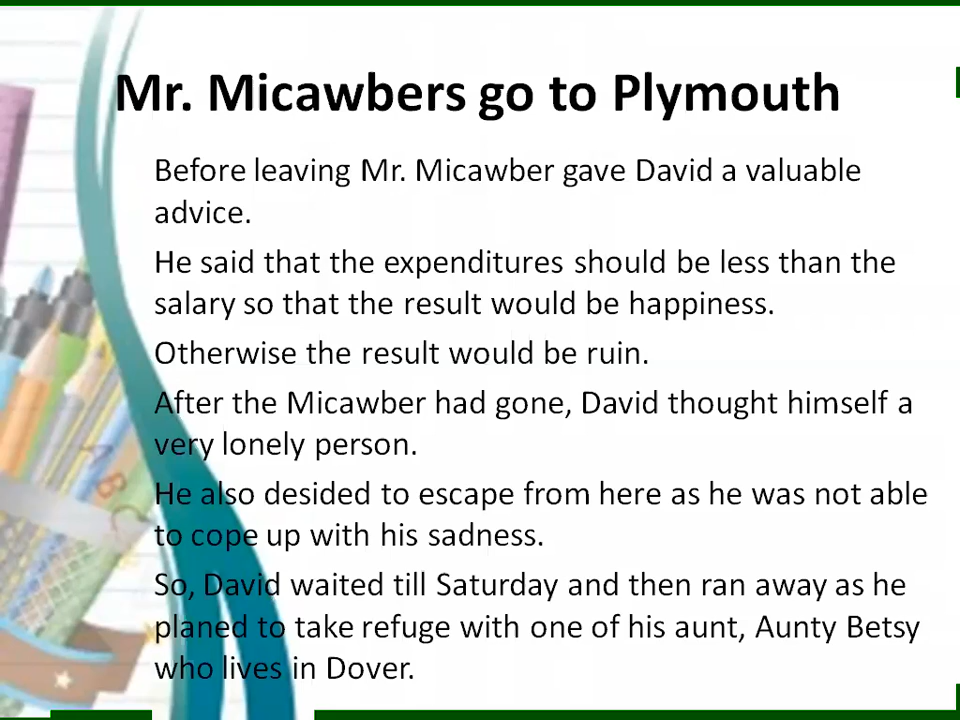 Mr. Micawbers go to Plymouth
Before leaving Mr. Micawber gave David a valuable
advice.
He said that the expenditures should be less than the
salary so that the result would be happiness.
Otherwise the result would be ruin.
After the Micawber had gone, David thought himself a
very lonely person.
He also desided to escape from here as he was not able
to cope up with his sadness.
So, David waited till Saturday and then ran away as he
planed to take refuge with one of his aunt, Aunty Betsy
who lives in Dover.